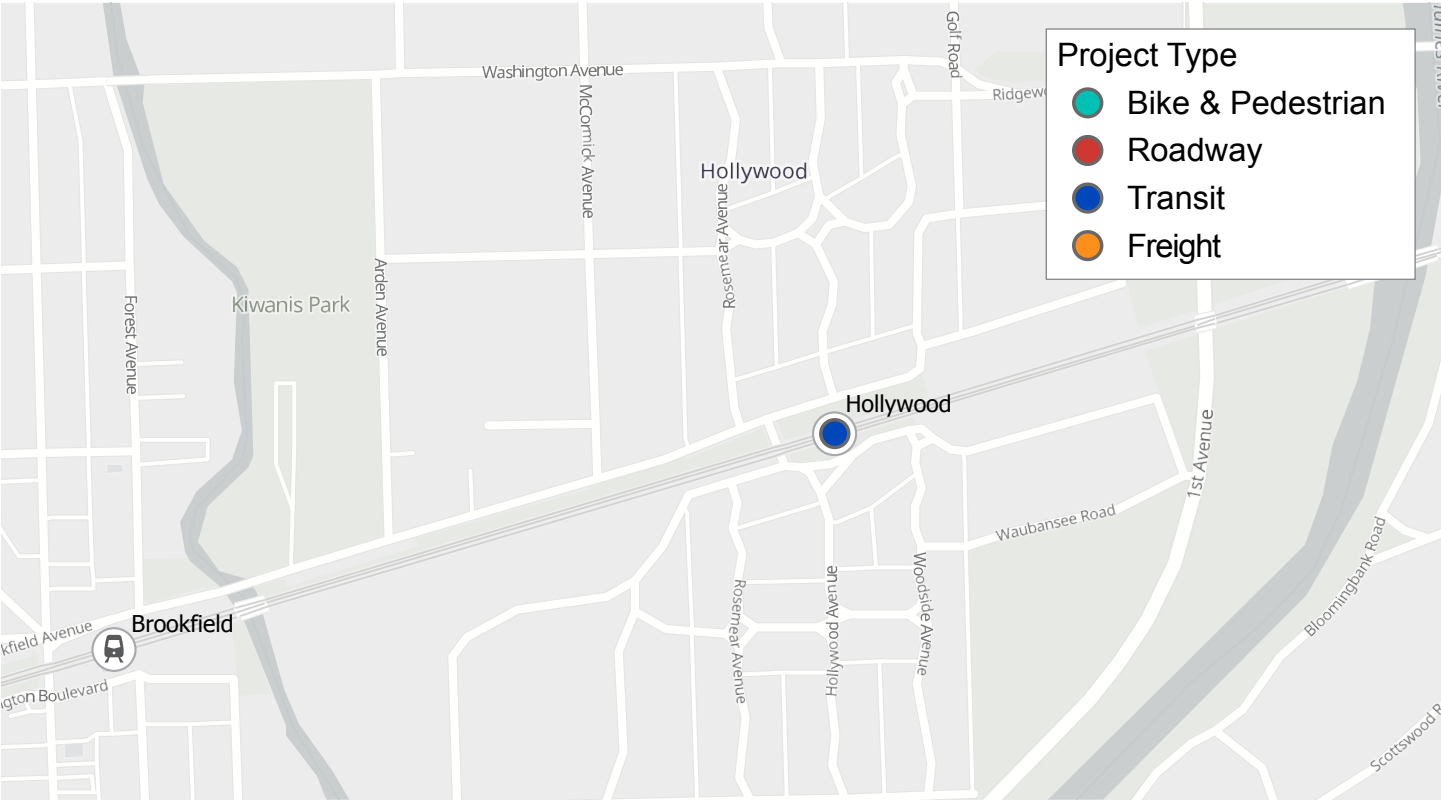 Golf Road
Washington Avenue
McCormick Avenue
Ridgew
Project Type
Bike & Pedestrian
Roadway
Transit
Freight
Hollywood
Rosemear Avenue
Arden Avenue
Kiwanis Park
Forest Avenue
Hollywood
1st Avenue
Waubansee Road
Bloomingbank Road
Woodside Avenue
Hollywood Avenue
Rosemear Avenue
Brookfield
kfield Avenue
gton Boulevard
Scottswood R